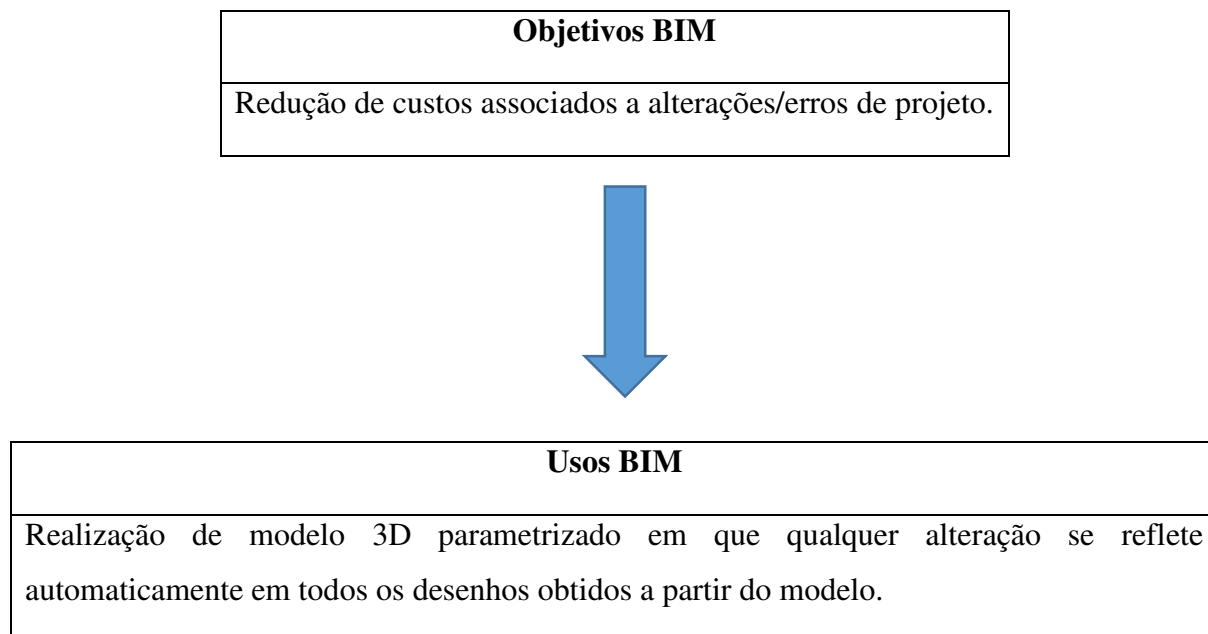 Objetivos BIM
Redução de custos associados a alterações/erros de projeto.
Usos BIM
Realização de modelo 3D parametrizado em que qualquer alteração se reflete
automaticamente em todos os desenhos obtidos a partir do modelo.